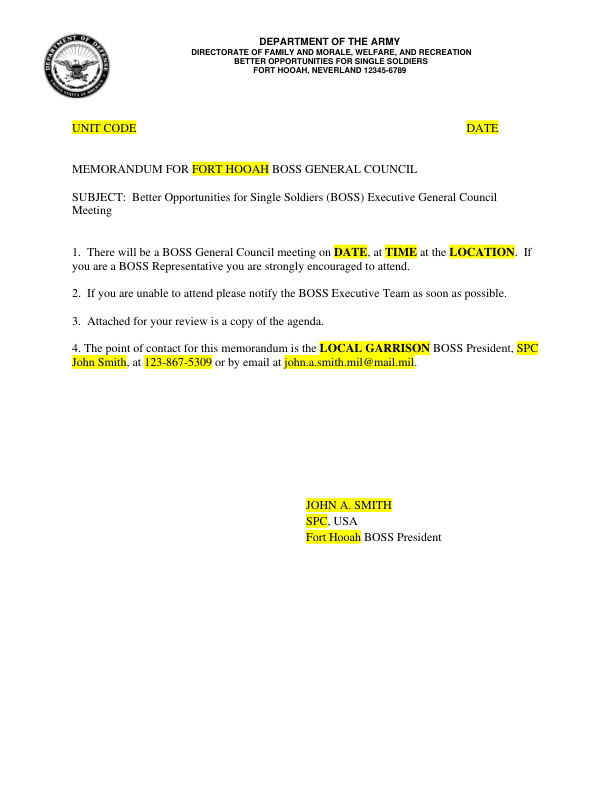 DEPARTMENT OF DEFENSE
UNITED STATES OF AMERICA
DEPARTMENT OF THE ARMY
DIRECTORATE OF FAMILY AND MORALE, WELFARE, AND RECREATION
BETTER OPPORTUNITIES FOR SINGLE SOLDIERS
FORT HOOAH, NEVERLAND 12345-6789
UNIT CODE DATE
MEMORANDUM FOR FORT HOOAH BOSS GENERAL COUNCIL
SUBJECT:  Better Opportunities for Single Soldiers (BOSS) Executive General Council
Meeting
1.  There will be a BOSS General Council meeting on DATE, at TIME at the LOCATION.  If
you are a BOSS Representative you are strongly encouraged to attend.
2.  If you are unable to attend please notify the BOSS Executive Team as soon as possible.
3.  Attached for your review is a copy of the agenda.
4. The point of contact for this memorandum is the LOCAL GARRISON BOSS President, SPC
John Smith, at 123-867-5309 or by email at john.a.smith.mil@mail.mil.
JOHN A. SMITH
SPC, USA
Fort Hooah BOSS President